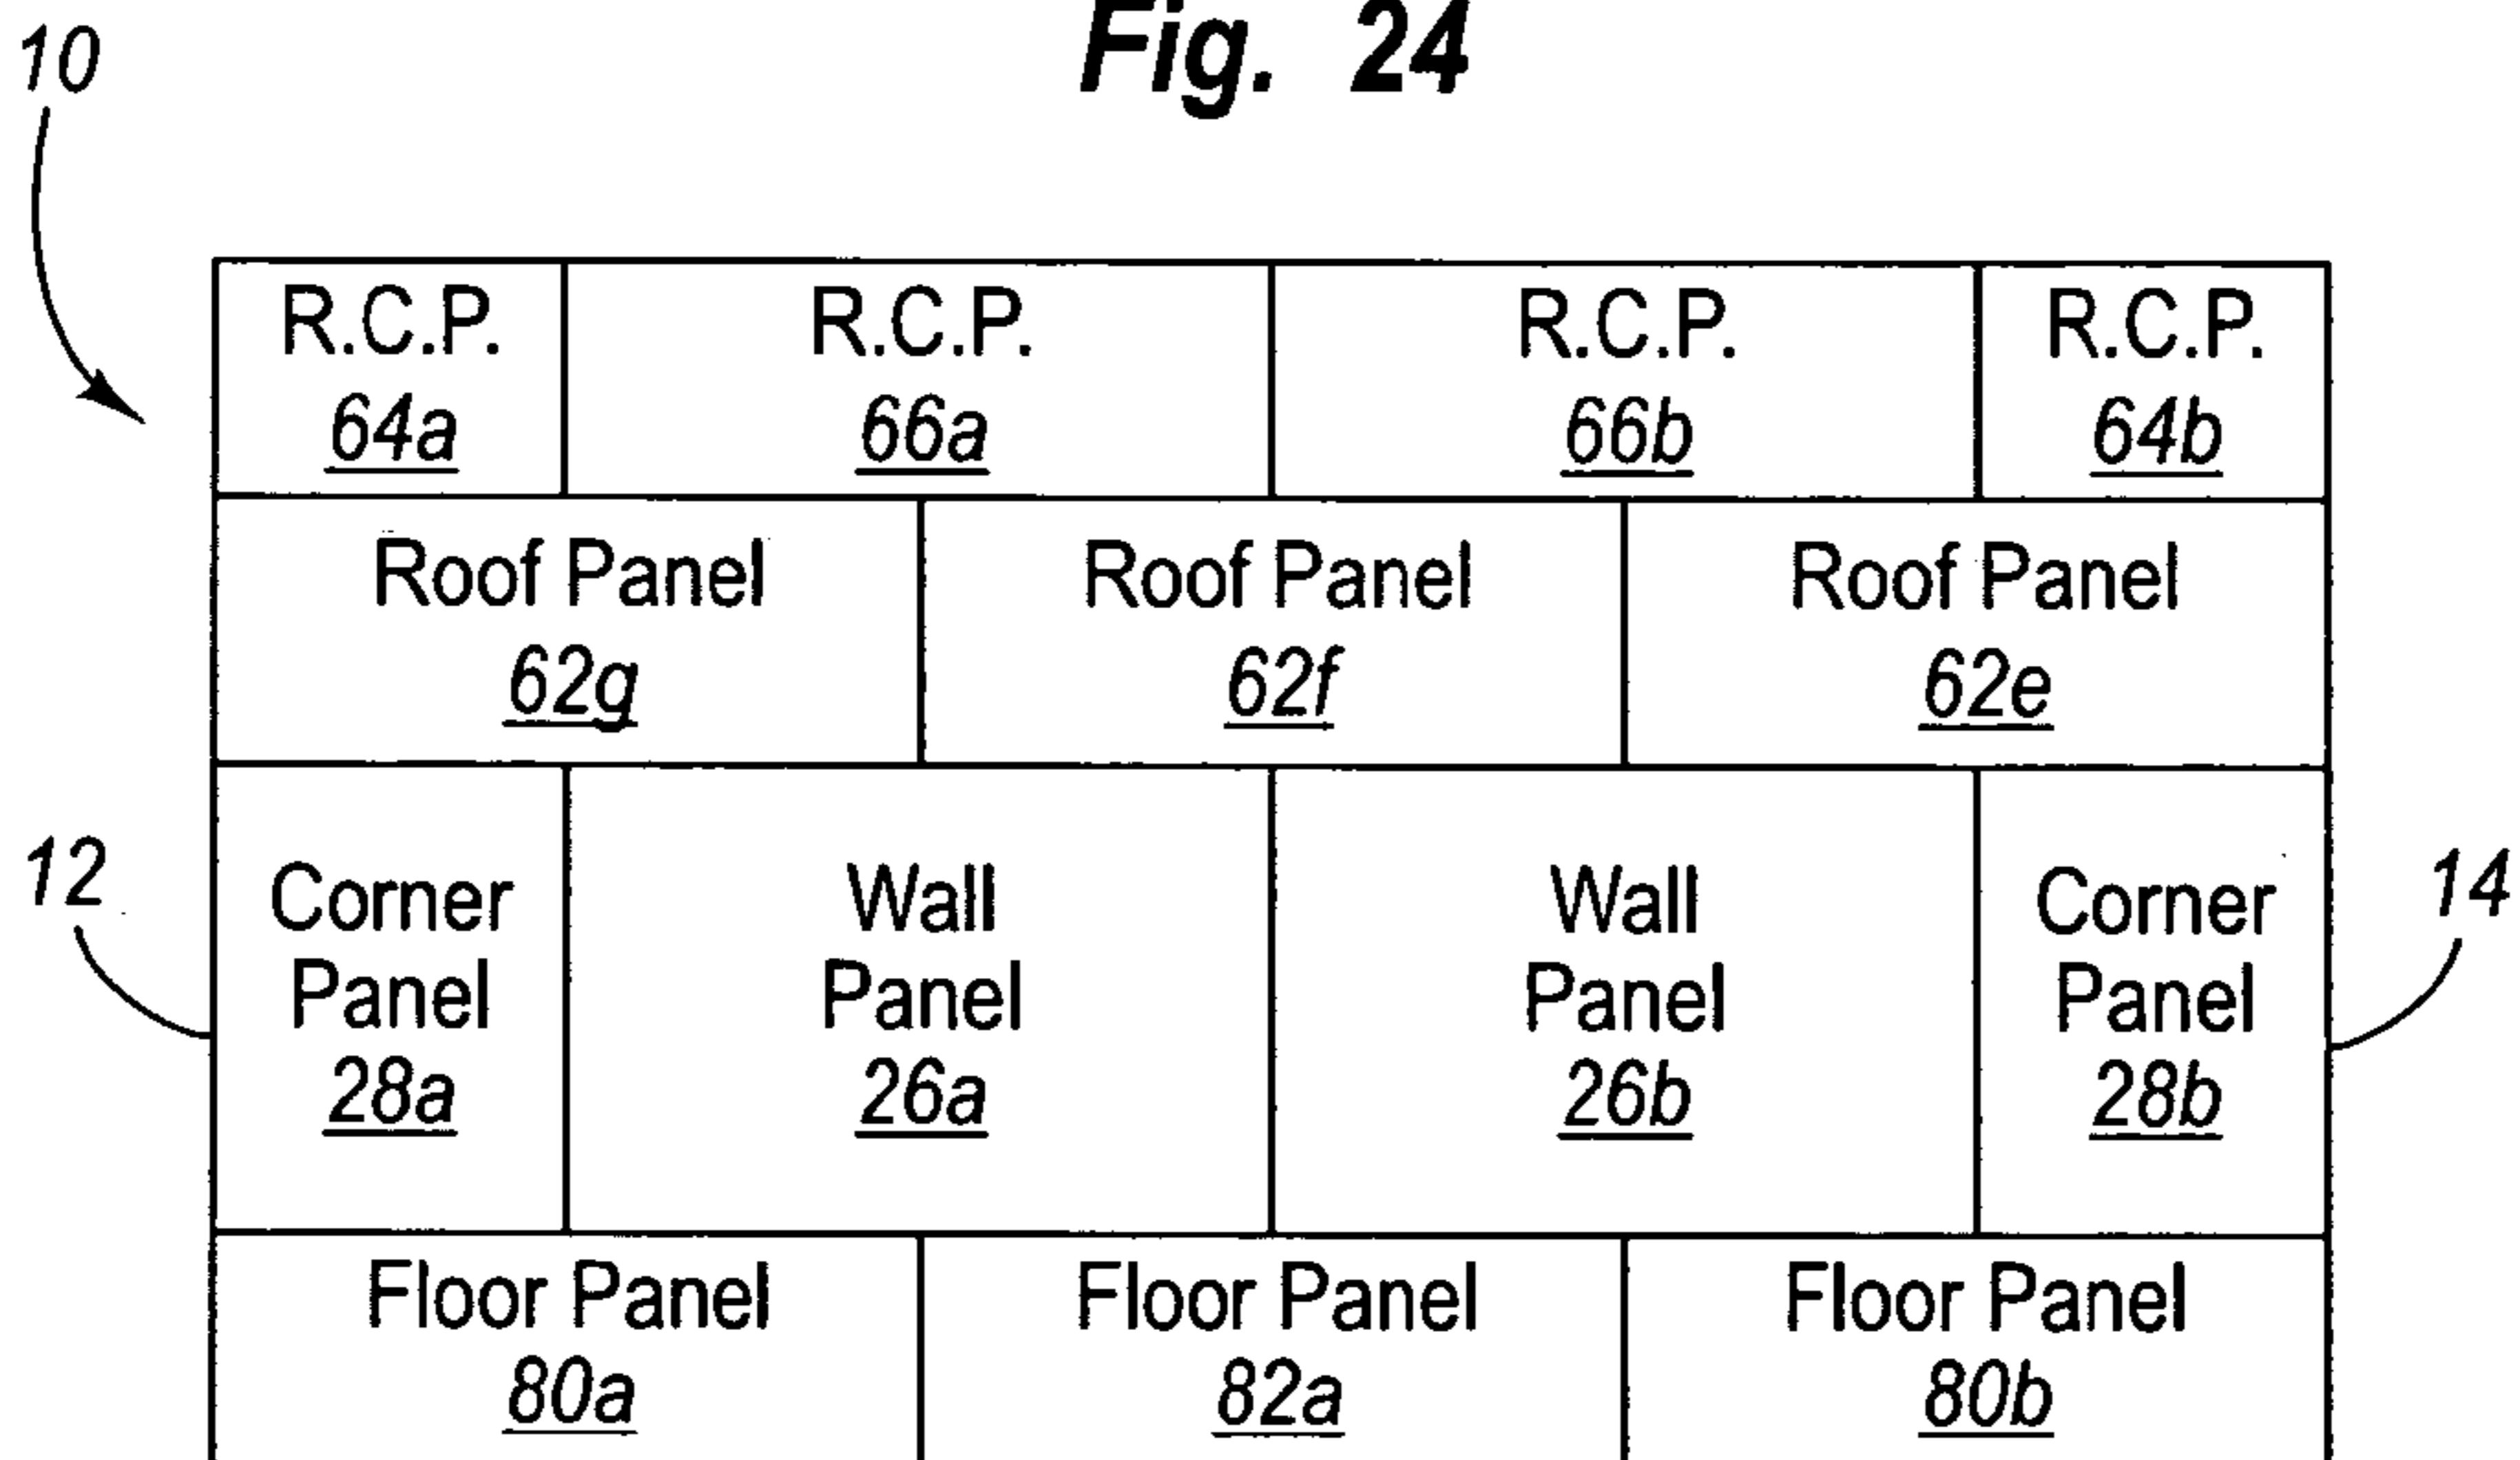 Fig. 24
10
R.C.P. R.C.P. R.C.P. R.C.P.
64a 66a 66b 64b
Roof Panel Roof Panel Roof Panel
62g 62f 62e
12
14
Corner Wall Wall Corner
Panel Panel Panel Panel
28a 26a 26b 28b
Floor Panel Floor Panel Floor Panel
80a 82a 80b